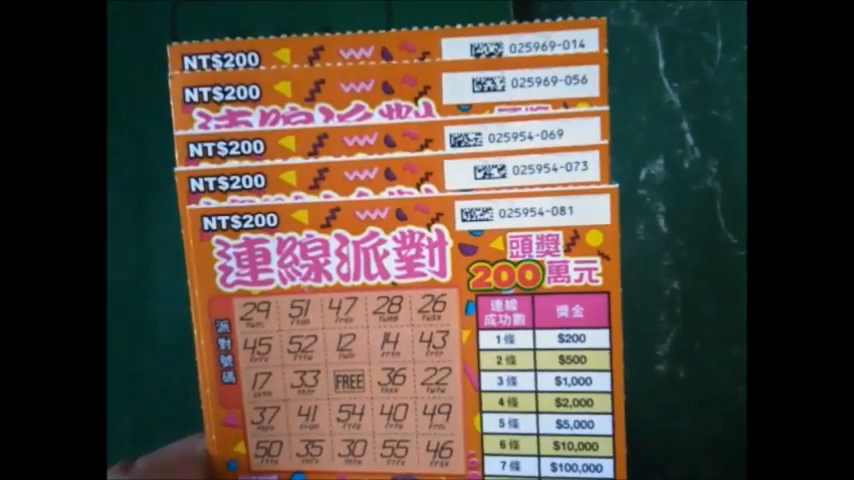 NT$200 025969-014
NT$200 025969-056
NT$200 025954-069
NT$200 025954-073
NT$200 025954-081
連線派對
頭獎
200萬元
派對號碼
29 51 47 28 26
45 52 12 14 43
17 33 FREE 36 22
37 41 54 40 49
50 35 30 55 46
連線成功數 獎金
1條 $200
2條 $500
3條 $1,000
4條 $2,000
5條 $5,000
6條 $10,000
7條 $100,000